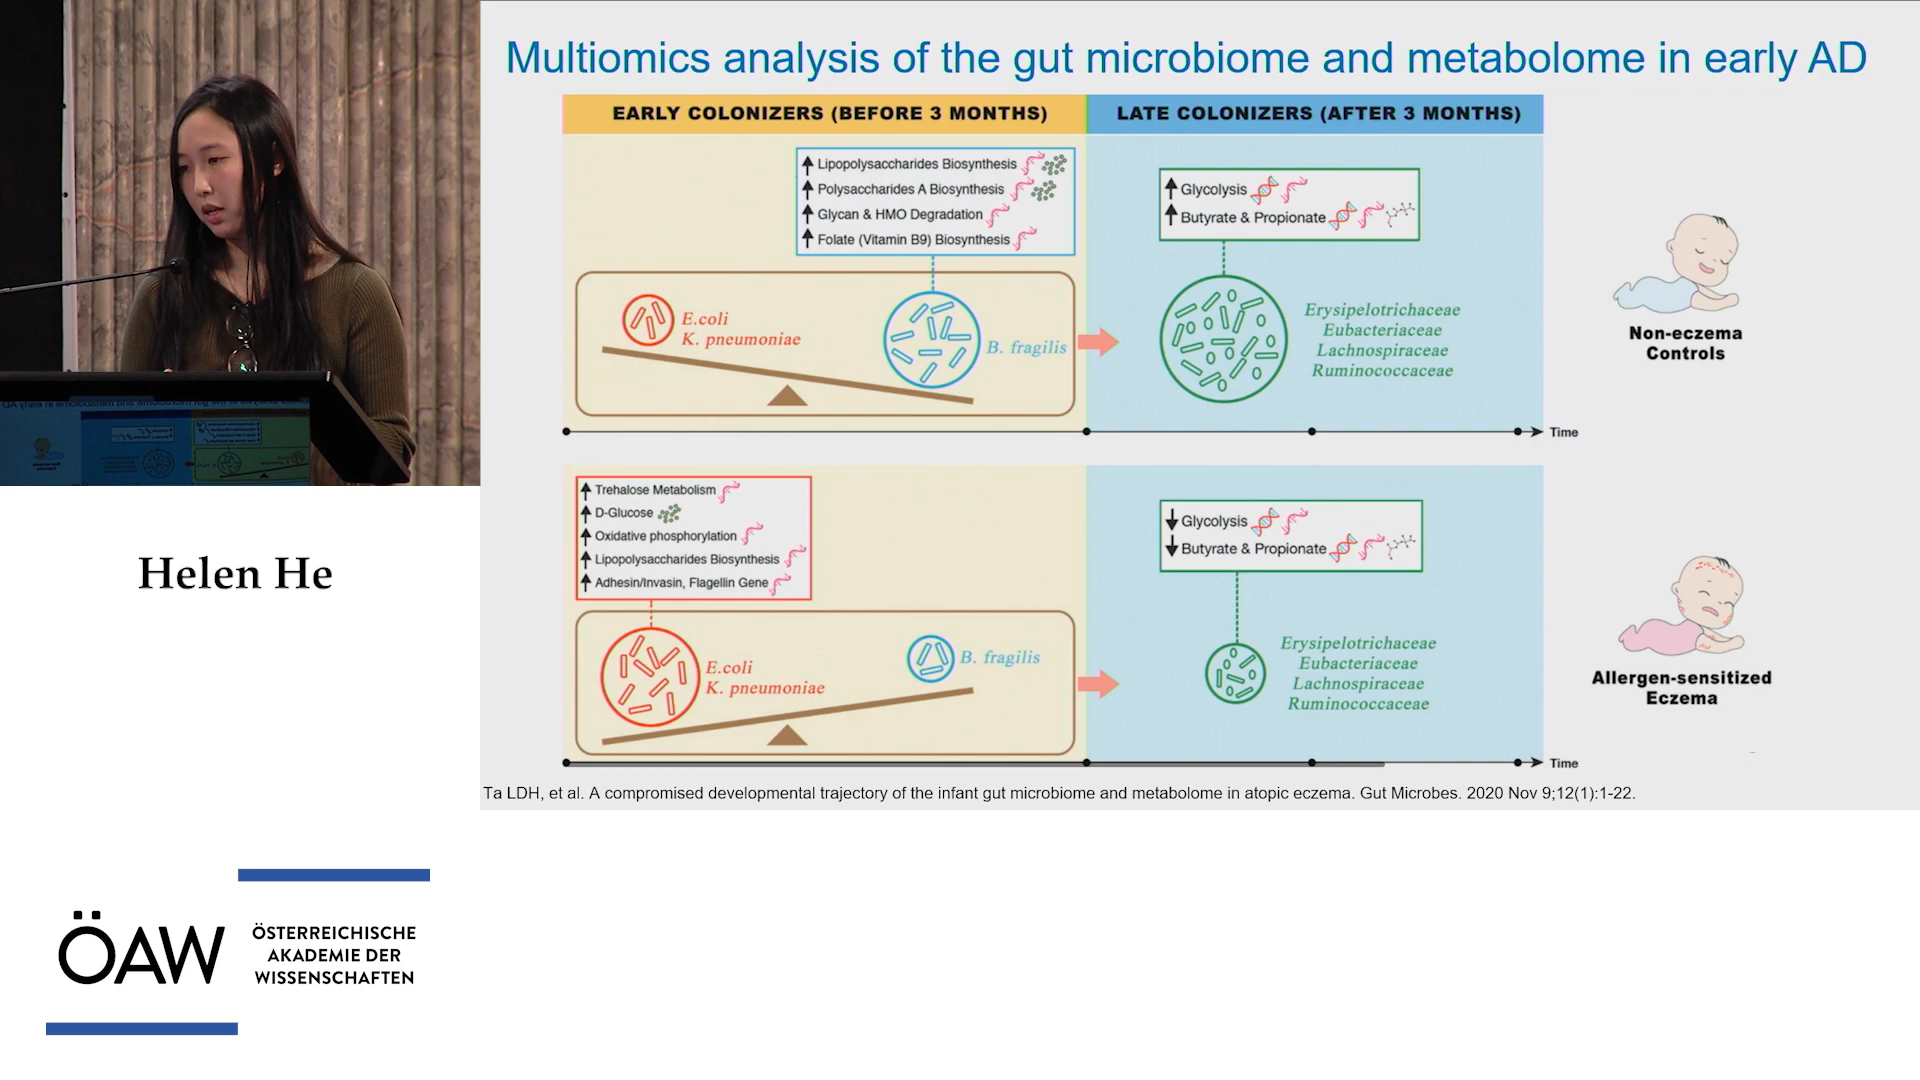 Multiomics analysis of the gut microbiome and metabolome in early AD
EARLY COLONIZERS (BEFORE 3 MONTHS)
LATE COLONIZERS (AFTER 3 MONTHS)
Lipopolysaccharides Biosynthesis
Polysaccharides A Biosynthesis
Glycan & HMO Degradation
Folate (Vitamin B9) Biosynthesis
Glycolysis
Butyrate & Propionate
E.coli
K. pneumoniae
B. fragilis
Erysipelotrichaceae
Eubacteriaceae
Lachnospiraceae
Ruminococcaceae
Non-eczema
Controls
Time
Trehalose Metabolism
D-Glucose
Oxidative phosphorylation
Lipopolysaccharides Biosynthesis
Adhesin/Invasin, Flagellin Gene
Glycolysis
Butyrate & Propionate
E.coli
K. pneumoniae
B. fragilis
Erysipelotrichaceae
Eubacteriaceae
Lachnospiraceae
Ruminococcaceae
Allergen-sensitized
Eczema
Time
Ta LDH, et al. A compromised developmental trajectory of the infant gut microbiome and metabolome in atopic eczema. Gut Microbes. 2020 Nov 9;12(1):1-22.
Helen He
ÖAW
ÖSTERREICHISCHE
AKADEMIE DER
WISSENSCHAFTEN